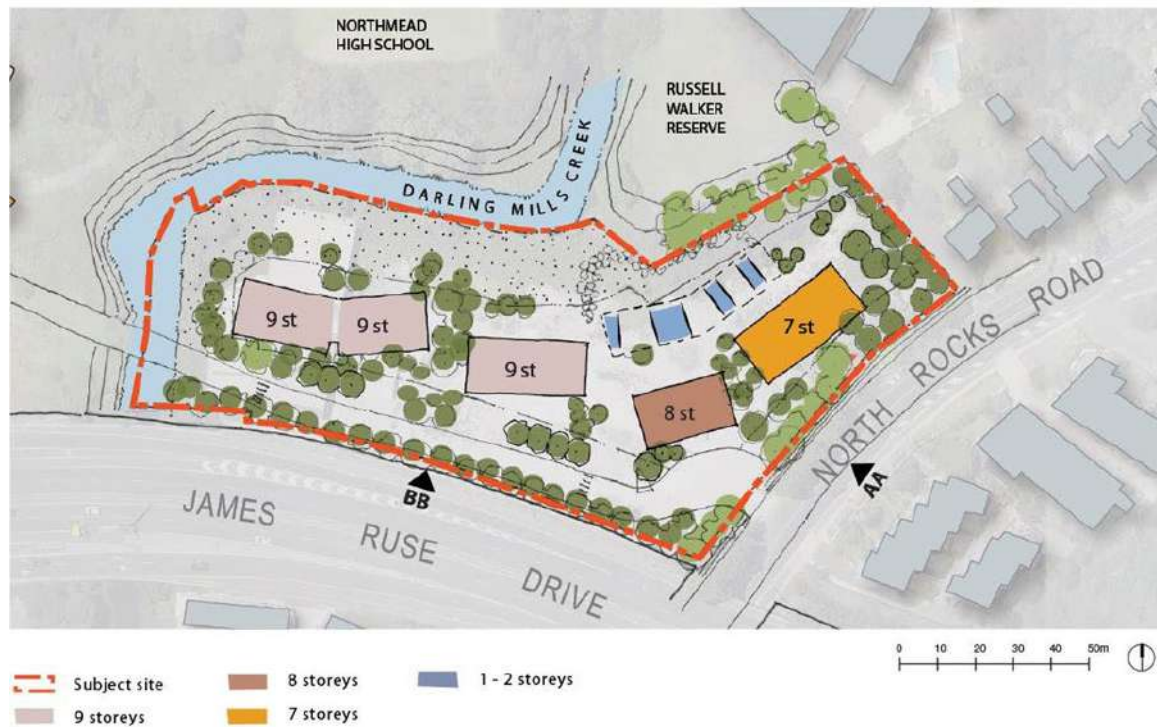 NORTHMEAD
HIGH SCHOOL
RUSSELL
WALKER
RESERVE
DARLING MILLS CREEK
9 st
9 st
9 st
7 st
8 st
NORTH ROCKS ROAD
AA
BB
JAMES RUSE DRIVE
0 10 20 30 40 50m
Subject site
8 storeys
1 - 2 storeys
9 storeys
7 storeys